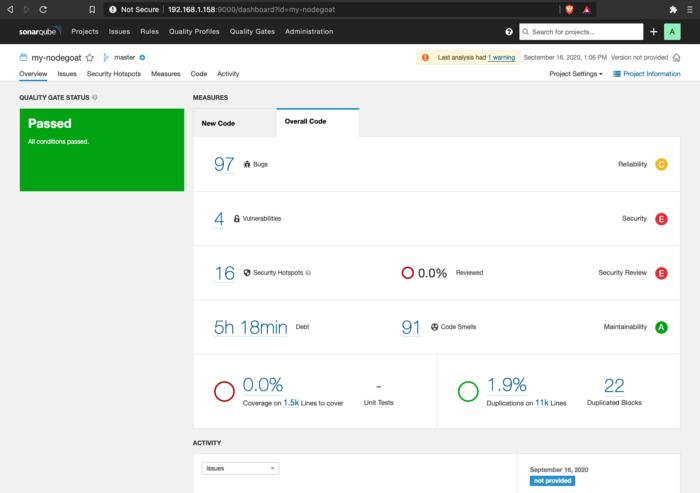 Not Secure | 192.168.1.158:9000/dashboard?id=my-nodegoat
sonarqube Projects Issues Rules Quality Profiles Quality Gates Administration ? Search for projects... + A
my-nodegoat master Last analysis had 1 warning September 16, 2020, 1:06 PM Version not provided
Overview Issues Security Hotspots Measures Code Activity Project Settings Project Information
QUALITY GATE STATUS ? MEASURES
Passed
All conditions passed.
New Code Overall Code
97 Bugs Reliability C
4 Vulnerabilities Security E
16 Security Hotspots ? 0.0% Reviewed Security Review E
5h 18min Debt 91 Code Smells Maintainability A
0.0% - 1.9% 22
Coverage on 1.5k Lines to cover Unit Tests Duplications on 11k Lines Duplicated Blocks
ACTIVITY
Issues September 16, 2020
not provided